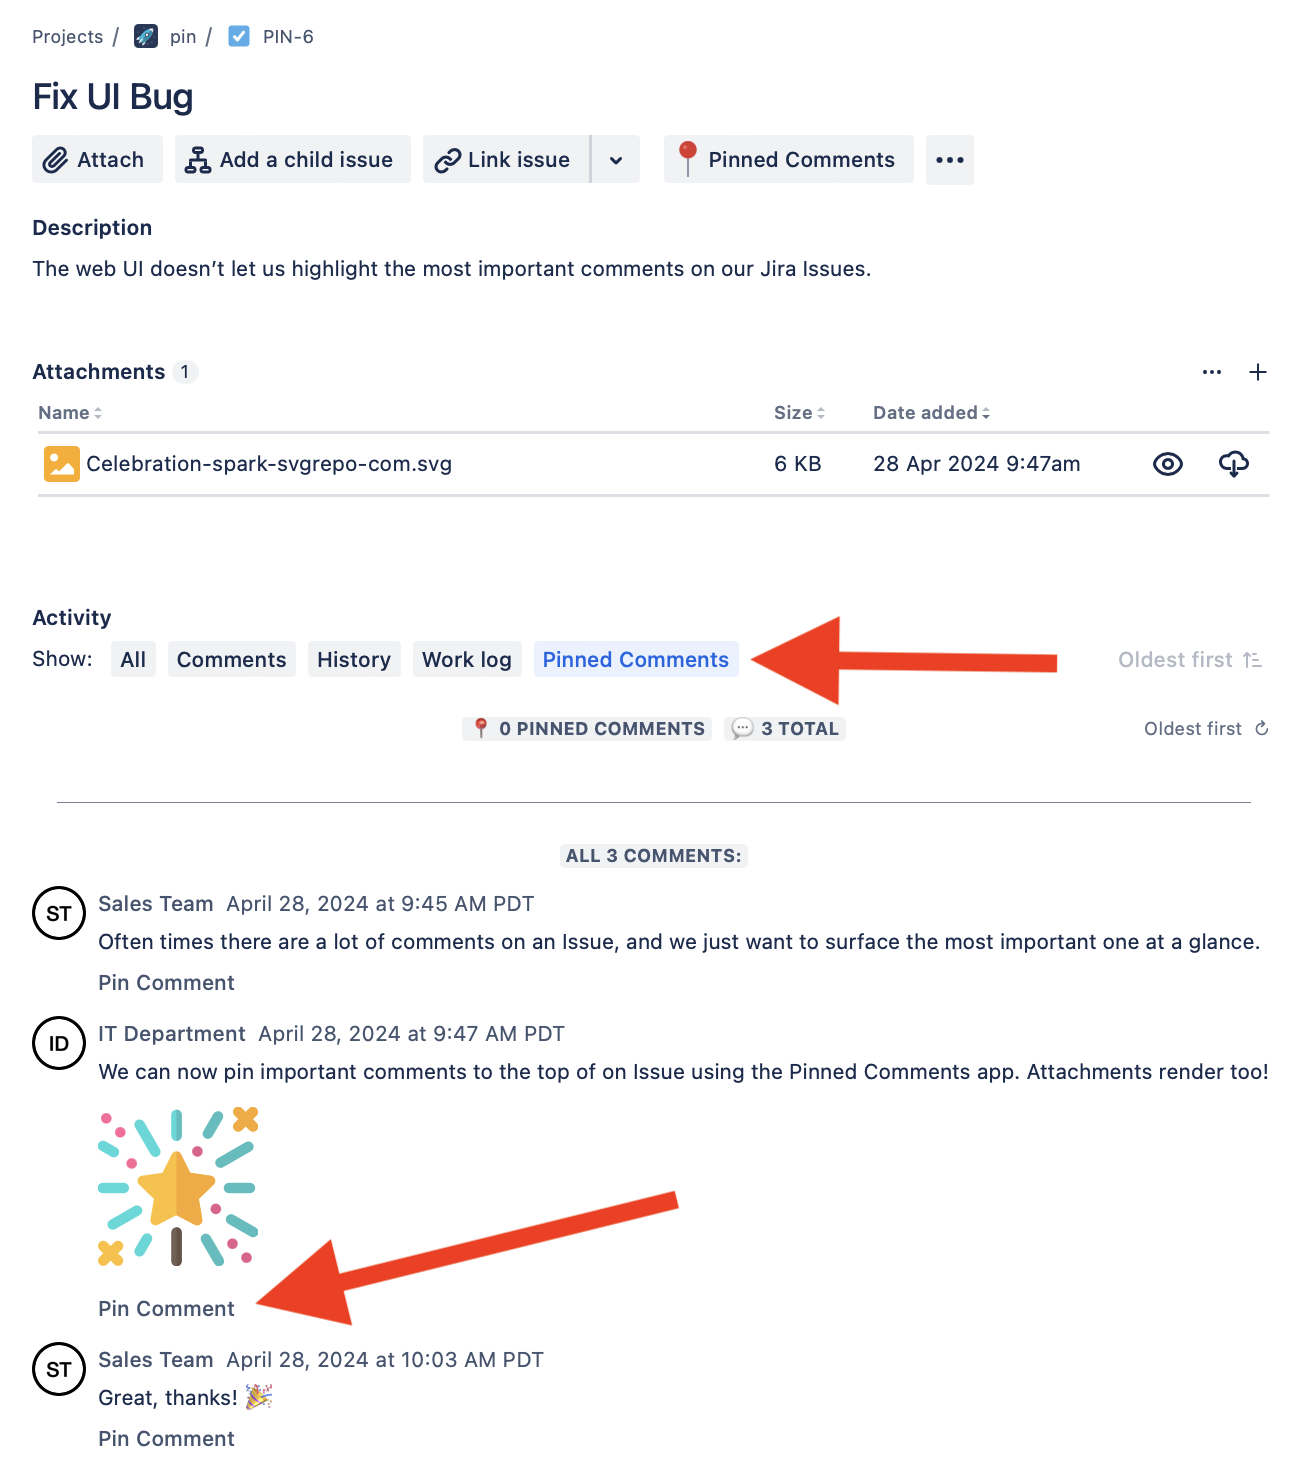 Projects / pin / PIN-6
Fix UI Bug
Attach Add a child issue Link issue Pinned Comments
Description
The web UI doesn’t let us highlight the most important comments on our Jira Issues.
Attachments 1
Name Size Date added
Celebration-spark-svgrepo-com.svg 6 KB 28 Apr 2024 9:47am
Activity
Show: All Comments History Work log Pinned Comments Oldest first
0 PINNED COMMENTS 3 TOTAL Oldest first
ALL 3 COMMENTS:
ST Sales Team April 28, 2024 at 9:45 AM PDT
Often times there are a lot of comments on an Issue, and we just want to surface the most important one at a glance.
Pin Comment
ID IT Department April 28, 2024 at 9:47 AM PDT
We can now pin important comments to the top of on Issue using the Pinned Comments app. Attachments render too!
Pin Comment
ST Sales Team April 28, 2024 at 10:03 AM PDT
Great, thanks! 🎉
Pin Comment